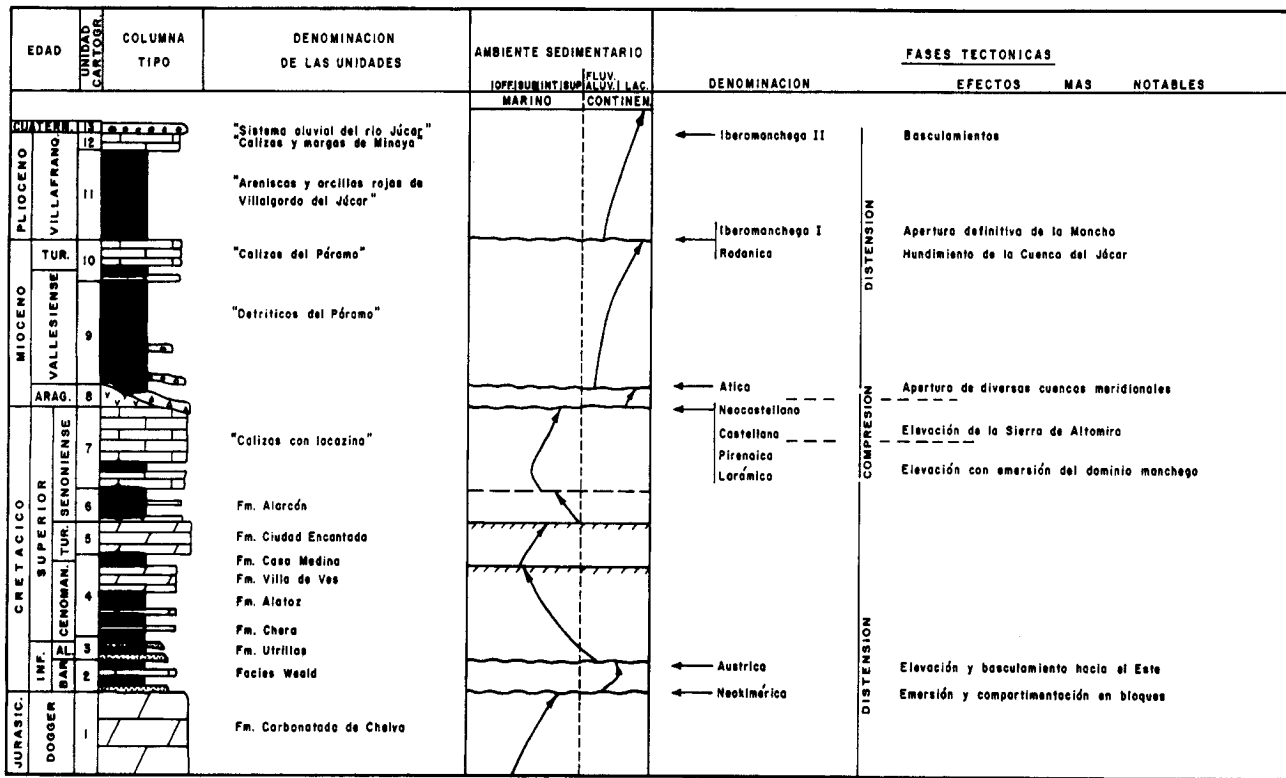 EDAD
UNIDAD CARTOGR.
COLUMNA TIPO
DENOMINACION DE LAS UNIDADES
AMBIENTE SEDIMENTARIO
OFF. SUB INT SUP FLUV. ALUV. LAC.
MARINO CONTINEN.
FASES TECTONICAS
DENOMINACION
EFECTOS MAS NOTABLES
CUATERN. 13 "Sistema aluvial del rio Júcar"
12 "Calizas y margas de Minaya"
Iberomanchega II Basculamientos
PLIOCENO
VILLAFRANQ.
11 "Areniscas y arcillas rojas de
Villalgordo del Júcar"
Iberomanchega I Apertura definitiva de la Mancha
Rodanica Hundimiento de la Cuenca del Júcar
DISTENSION
MIOCENO
TUR. 10 "Calizas del Páramo"
VALLESIENSE 9 "Detriticos del Páramo"
ARAG. 8
Atica Apertura de diversas cuencas meridionales
Neocastellana
Castellana Elevación de la Sierra de Altomira
Pirenaica
Larámica Elevación con emersión del dominio manchego
COMPRESION
CRETACICO
SUPERIOR
SENONIENSE
7 "Calizas con lacazina"
6 Fm. Alarcón
TUR. 5 Fm. Ciudad Encantada
Fm. Casa Medina
CENOMAN. 4 Fm. Villa de Ves
Fm. Alatoz
Fm. Chera
INF.
AL. 3 Fm. Utrillas
BAR 2 Facies Weald
Austrica Elevación y basculamiento hacia el Este
Neokimérica Emersión y compartimentación en bloques
DISTENSION
JURASIC.
DOGGER
1 Fm. Carbonatada de Chelva